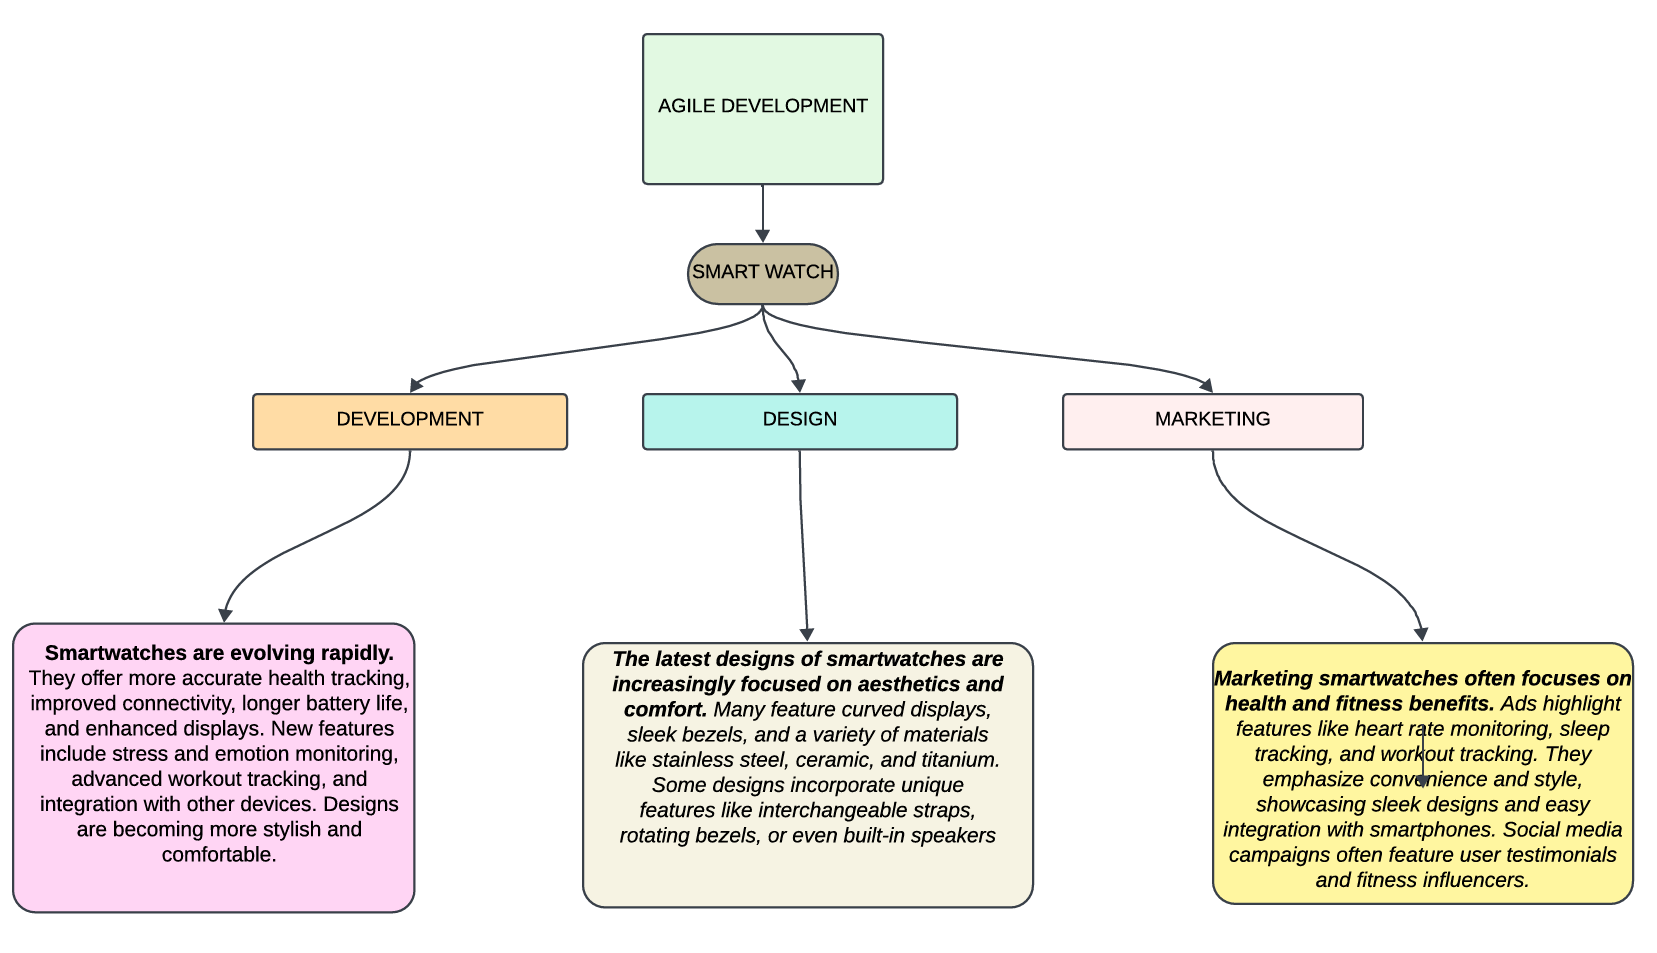 AGILE DEVELOPMENT
SMART WATCH
DEVELOPMENT
DESIGN
MARKETING
Smartwatches are evolving rapidly.
They offer more accurate health tracking,
improved connectivity, longer battery life,
and enhanced displays. New features
include stress and emotion monitoring,
advanced workout tracking, and
integration with other devices. Designs
are becoming more stylish and
comfortable.
The latest designs of smartwatches are
increasingly focused on aesthetics and
comfort. Many feature curved displays,
sleek bezels, and a variety of materials
like stainless steel, ceramic, and titanium.
Some designs incorporate unique
features like interchangeable straps,
rotating bezels, or even built-in speakers
Marketing smartwatches often focuses on
health and fitness benefits. Ads highlight
features like heart rate monitoring, sleep
tracking, and workout tracking. They
emphasize convenience and style,
showcasing sleek designs and easy
integration with smartphones. Social media
campaigns often feature user testimonials
and fitness influencers.